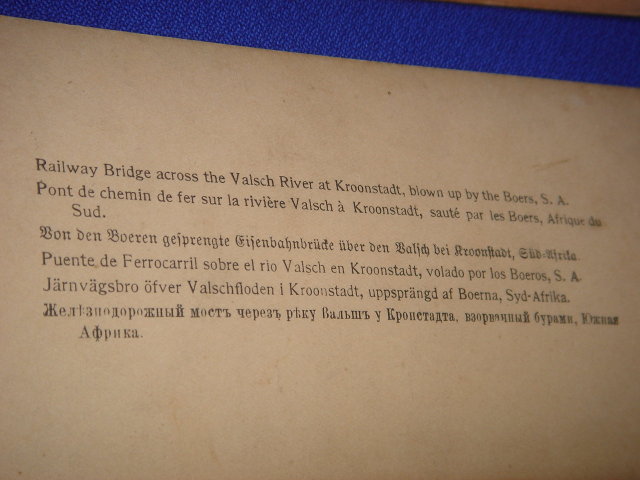 Railway Bridge across the Valsch River at Kroonstadt, blown up by the Boers, S. A.
Pont de chemin de fer sur la rivière Valsch à Kroonstadt, sauté par les Boers, Afrique du
Sud.
Von den Boeren gesprengte Eisenbahnbrücke über den Valsch bei Kroonstadt, Süd-Afrika.
Puente de Ferrocarril sobre el rio Valsch en Kroonstadt, volado por los Boeros, S. A.
Järnvägsbro öfver Valschfloden i Kroonstadt, uppsprängd af Boerna, Syd-Afrika.
Желѣзнодорожный мостъ черезъ рѣку Вальшъ у Кронстадта, взорванный бурами, Южная
Африка.